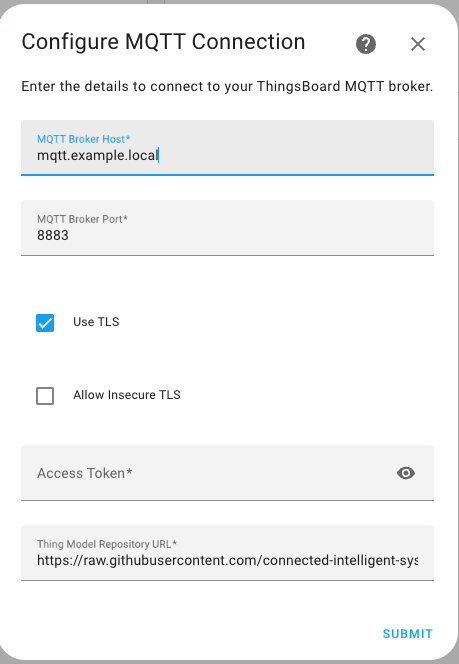 Configure MQTT Connection
Enter the details to connect to your ThingsBoard MQTT broker.
MQTT Broker Host*
mqtt.example.local
MQTT Broker Port*
8883
Use TLS
Allow Insecure TLS
Access Token*
Thing Model Repository URL*
https://raw.githubusercontent.com/connected-intelligent-sys
SUBMIT